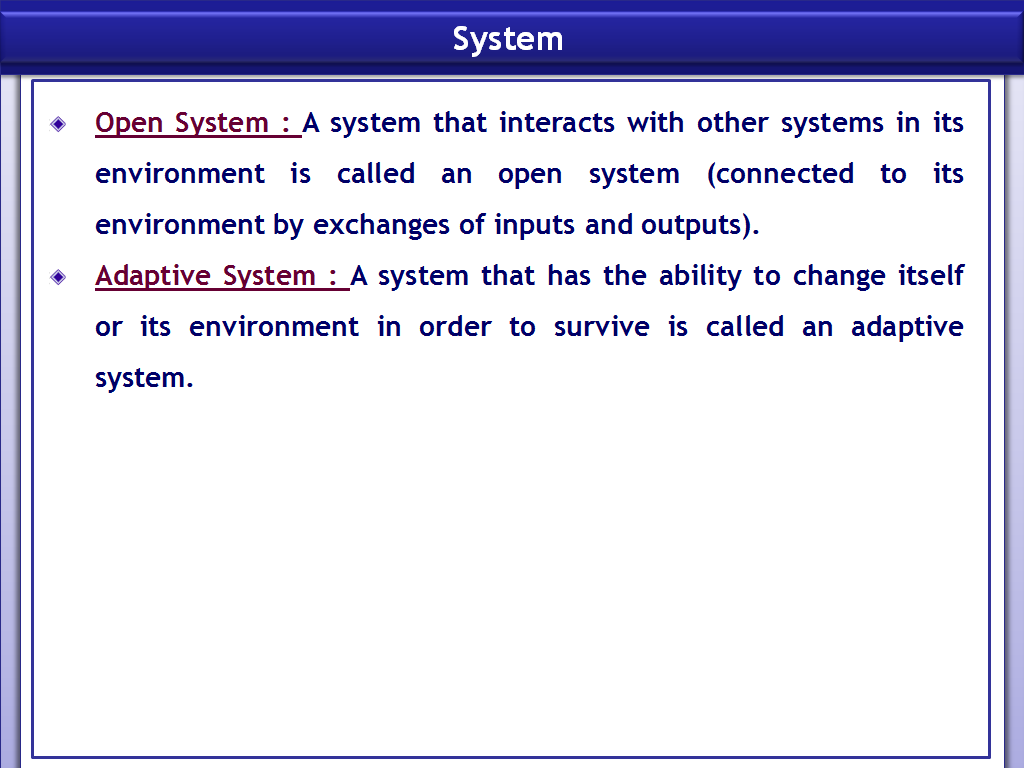 System
Open System : A system that interacts with other systems in its
environment is called an open system (connected to its
environment by exchanges of inputs and outputs).
Adaptive System : A system that has the ability to change itself
or its environment in order to survive is called an adaptive
system.